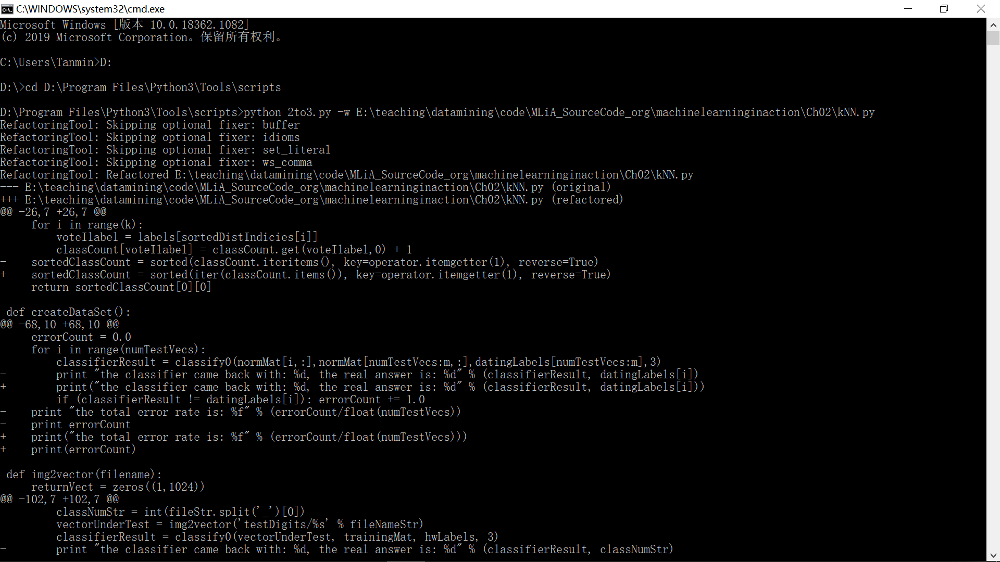 C:\WINDOWS\system32\cmd.exe
Microsoft Windows [版本 10.0.18362.1082]
(c) 2019 Microsoft Corporation。保留所有权利。
C:\Users\Tanmin>D:
D:\>cd D:\Program Files\Python3\Tools\scripts
D:\Program Files\Python3\Tools\scripts>python 2to3.py -w E:\teaching\datamining\code\MLiA_SourceCode_org\machinelearninginaction\Ch02\kNN.py
RefactoringTool: Skipping optional fixer: buffer
RefactoringTool: Skipping optional fixer: idioms
RefactoringTool: Skipping optional fixer: set_literal
RefactoringTool: Skipping optional fixer: ws_comma
RefactoringTool: Refactored E:\teaching\datamining\code\MLiA_SourceCode_org\machinelearninginaction\Ch02\kNN.py
--- E:\teaching\datamining\code\MLiA_SourceCode_org\machinelearninginaction\Ch02\kNN.py (original)
+++ E:\teaching\datamining\code\MLiA_SourceCode_org\machinelearninginaction\Ch02\kNN.py (refactored)
@@ -26,7 +26,7 @@
     for i in range(k):
         voteIlabel = labels[sortedDistIndicies[i]]
         classCount[voteIlabel] = classCount.get(voteIlabel,0) + 1
-    sortedClassCount = sorted(classCount.iteritems(), key=operator.itemgetter(1), reverse=True)
+    sortedClassCount = sorted(iter(classCount.items()), key=operator.itemgetter(1), reverse=True)
     return sortedClassCount[0][0]
 def createDataSet():
@@ -68,10 +68,10 @@
     errorCount = 0.0
     for i in range(numTestVecs):
         classifierResult = classify0(normMat[i,:],normMat[numTestVecs:m,:],datingLabels[numTestVecs:m],3)
-        print "the classifier came back with: %d, the real answer is: %d" % (classifierResult, datingLabels[i])
+        print("the classifier came back with: %d, the real answer is: %d" % (classifierResult, datingLabels[i]))
         if (classifierResult != datingLabels[i]): errorCount += 1.0
-    print "the total error rate is: %f" % (errorCount/float(numTestVecs))
-    print errorCount
+    print("the total error rate is: %f" % (errorCount/float(numTestVecs)))
+    print(errorCount)
 def img2vector(filename):
     returnVect = zeros((1,1024))
@@ -102,7 +102,7 @@
         classNumStr = int(fileStr.split('_')[0])
         vectorUnderTest = img2vector('testDigits/%s' % fileNameStr)
         classifierResult = classify0(vectorUnderTest, trainingMat, hwLabels, 3)
-        print "the classifier came back with: %d, the real answer is: %d" % (classifierResult, classNumStr)